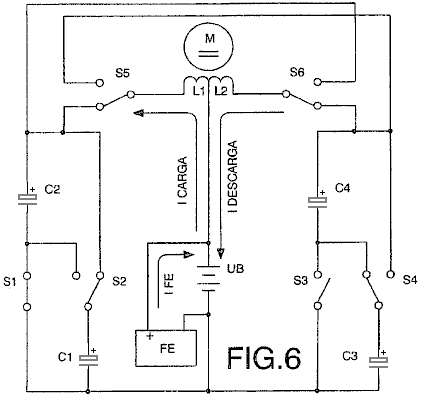 M
S5
S6
L1
L2
I CARGA
I DESCARGA
C2
C4
S1
S2
I FE
UB
S3
S4
C1
FE
FIG.6
C3
+
+
+
+
+